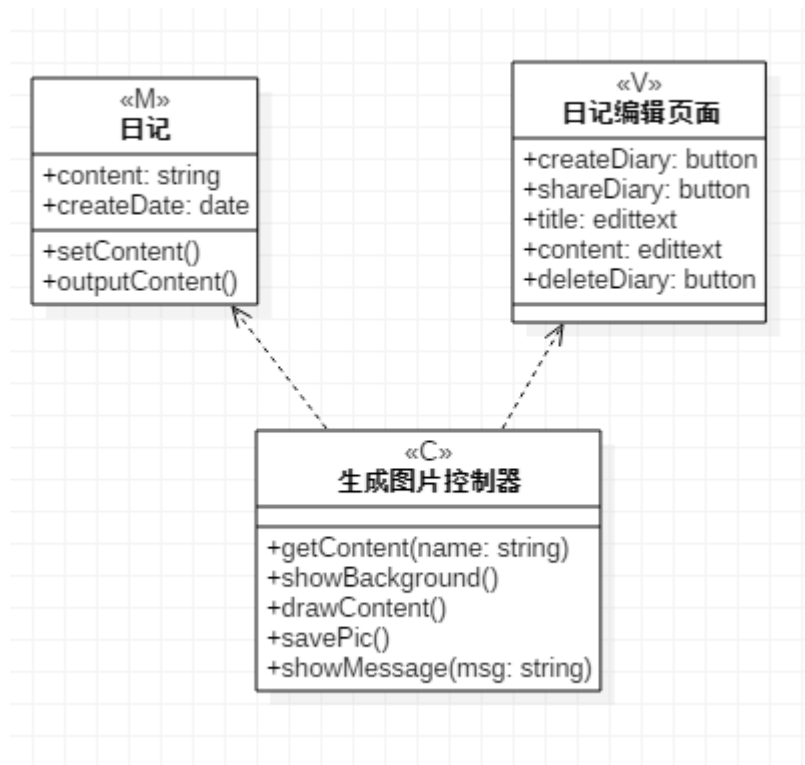 «M»
日记
+content: string
+createDate: date
+setContent()
+outputContent()
«V»
日记编辑页面
+createDiary: button
+shareDiary: button
+title: edittext
+content: edittext
+deleteDiary: button
«C»
生成图片控制器
+getContent(name: string)
+showBackground()
+drawContent()
+savePic()
+showMessage(msg: string)